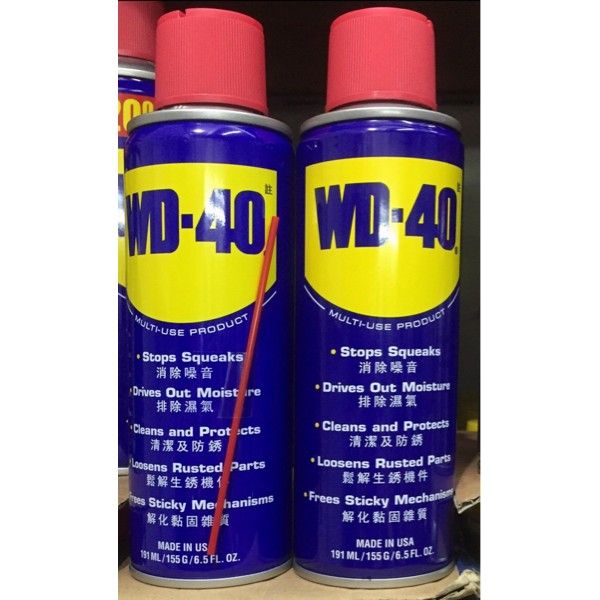 20%
WD-40
註
MULTI-USE PRODUCT
• Stops Squeaks
消除噪音
• Drives Out Moisture
排除濕氣
• Cleans and Protects
清潔及防銹
• Loosens Rusted Parts
鬆解生銹機件
• Frees Sticky Mechanisms
解化黏固雜質
MADE IN USA
191 ML/155 G/6.5 FL. OZ.
WD-40
註
®
MULTI-USE PRODUCT
• Stops Squeaks
消除噪音
• Drives Out Moisture
排除濕氣
• Cleans and Protects
清潔及防銹
• Loosens Rusted Parts
鬆解生銹機件
• Frees Sticky Mechanisms
解化黏固雜質
MADE IN USA
191 ML/155 G/6.5 FL. OZ.